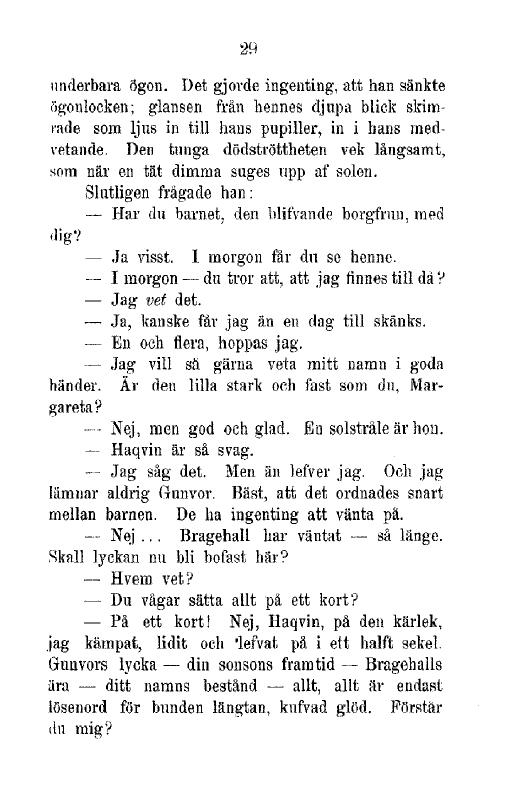 29
underbara ögon. Det gjorde ingenting, att han sänkte
ögonlocken; glansen från hennes djupa blick skim-
rade som ljus in till hans pupiller, in i hans med-
vetande. Den tunga dödströttheten vek långsamt,
som när en tät dimma suges upp af solen.
Slutligen frågade han:
— Har du barnet, den blifvande borgfrun, med
dig?
— Ja visst. I morgon får du se henne.
— I morgon — du tror att, att jag finnes till då?
— Jag vet det.
— Ja, kanske får jag än en dag till skänks.
— En och flera, hoppas jag.
— Jag vill så gärna veta mitt namn i goda
händer. Är den lilla stark och fast som du, Mar-
gareta?
— Nej, men god och glad. En solstråle är hon.
— Haqvin är så svag.
— Jag såg det. Men än lefver jag. Och jag
lämnar aldrig Gunvor. Bäst, att det ordnades snart
mellan barnen. De ha ingenting att vänta på.
— Nej ... Bragehall har väntat — så länge.
Skall lyckan nu bli bofast här?
— Hvem vet?
— Du vågar sätta allt på ett kort?
— På ett kort! Nej, Haqvin, på den kärlek,
jag kämpat, lidit och 'lefvat på i ett halft sekel.
Gunvors lycka — din sonsons framtid — Bragehalls
ära — ditt namns bestånd — allt, allt är endast
lösenord för bunden längtan, kufvad glöd. Förstår
du mig?